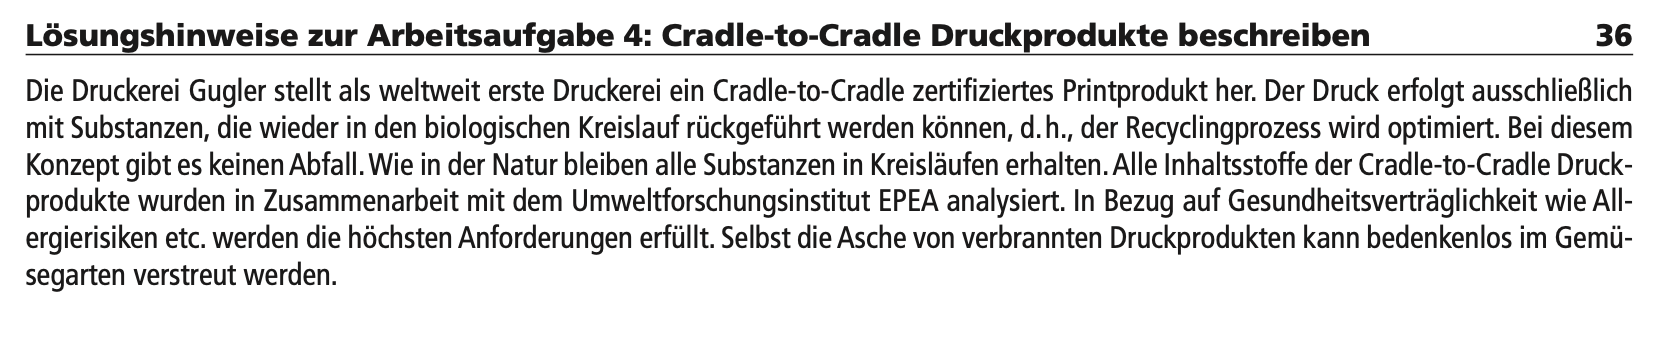 Lösungshinweise zur Arbeitsaufgabe 4: Cradle-to-Cradle Druckprodukte beschreiben 36
Die Druckerei Gugler stellt als weltweit erste Druckerei ein Cradle-to-Cradle zertifiziertes Printprodukt her. Der Druck erfolgt ausschließlich
mit Substanzen, die wieder in den biologischen Kreislauf rückgeführt werden können, d. h., der Recyclingprozess wird optimiert. Bei diesem
Konzept gibt es keinen Abfall. Wie in der Natur bleiben alle Substanzen in Kreisläufen erhalten. Alle Inhaltsstoffe der Cradle-to-Cradle Druck-
produkte wurden in Zusammenarbeit mit dem Umweltforschungsinstitut EPEA analysiert. In Bezug auf Gesundheitsverträglichkeit wie All-
ergierisiken etc. werden die höchsten Anforderungen erfüllt. Selbst die Asche von verbrannten Druckprodukten kann bedenkenlos im Gemü-
segarten verstreut werden.